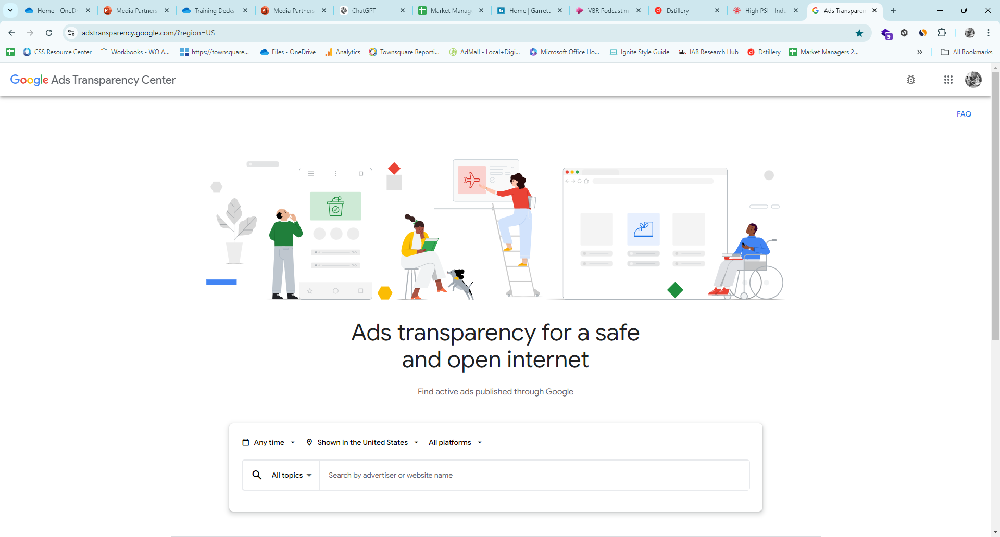 Home - OneDri
Media Partners
Training Decks
Media Partners
ChatGPT
Market Manag
Home | Garrett
VBR Podcast.m
Dstillery
High PSI - Indu
Ads Transparen
adstransparency.google.com/?region=US
9
CSS Resource Center
Workbooks - WO A...
https://townsquare...
Files - OneDrive
Analytics
Townsquare Reporti...
AdMall - Local+Digi...
Microsoft Office Ho...
Ignite Style Guide
iab. IAB Research Hub
Dstillery
Market Managers 2...
All Bookmarks
Google Ads Transparency Center
FAQ
Ads transparency for a safe
and open internet
Find active ads published through Google
Any time
Shown in the United States
All platforms
All topics
Search by advertiser or website name